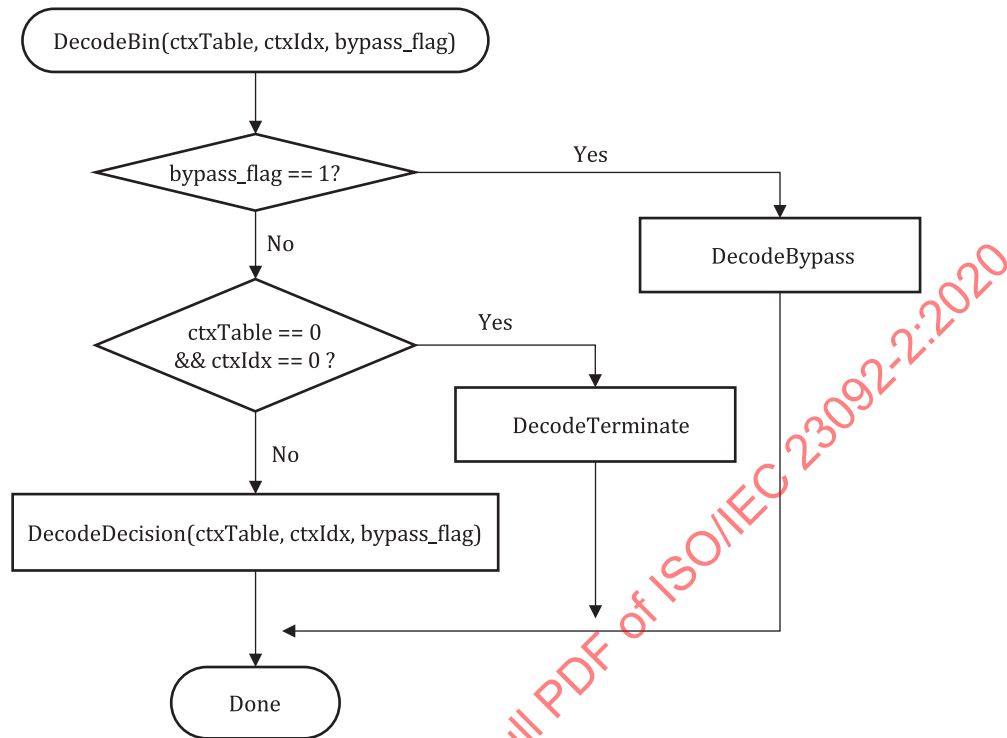 DecodeBin(ctxTable, ctxIdx, bypass_flag)
bypass_flag == 1?
Yes
No
DecodeBypass
ctxTable == 0
&& ctxIdx == 0 ?
Yes
No
DecodeTerminate
DecodeDecision(ctxTable, ctxIdx, bypass_flag)
Done
PDF of ISO/IEC 23092-2:2020